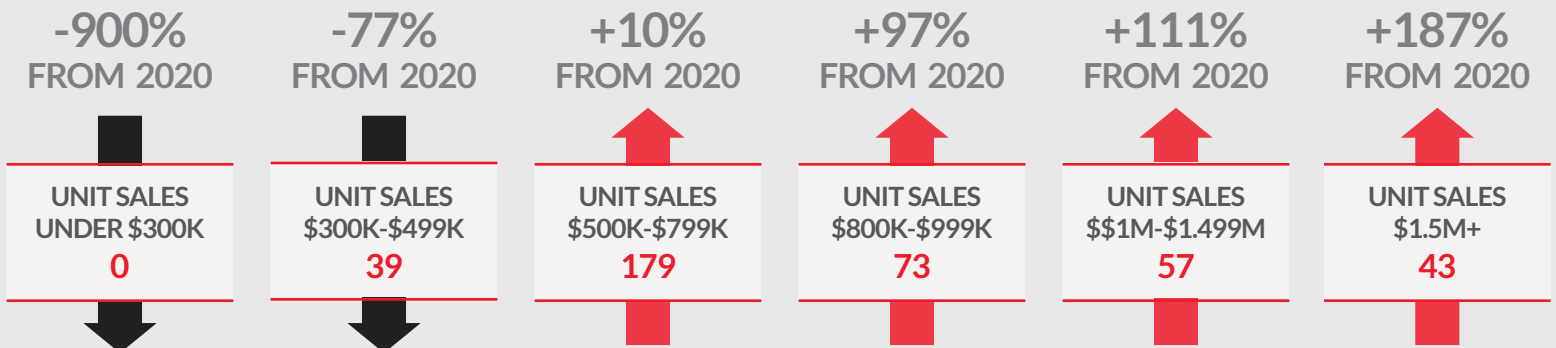 -900%
FROM 2020
UNIT SALES
UNDER $300K
0
-77%
FROM 2020
UNIT SALES
$300K-$499K
39
+10%
FROM 2020
UNIT SALES
$500K-$799K
179
+97%
FROM 2020
UNIT SALES
$800K-$999K
73
+111%
FROM 2020
UNIT SALES
$$1M-$1.499M
57
+187%
FROM 2020
UNIT SALES
$1.5M+
43